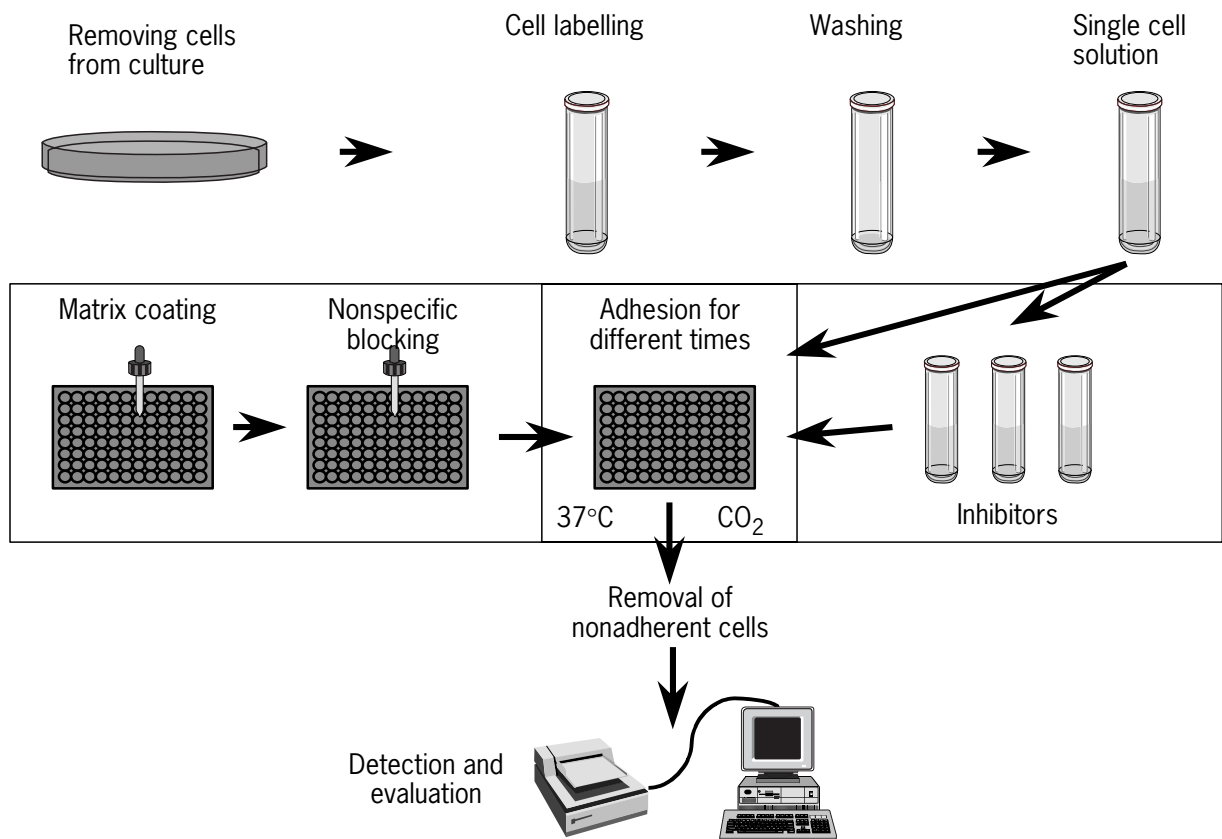 Removing cells
from culture
Cell labelling
Washing
Single cell
solution
Matrix coating
Nonspecific
blocking
Adhesion for
different times
37°C
CO₂
Inhibitors
Removal of
nonadherent cells
Detection and
evaluation